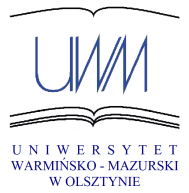 UWM
UNIWERSYTET
WARMIŃSKO - MAZURSKI
W OLSZTYNIE